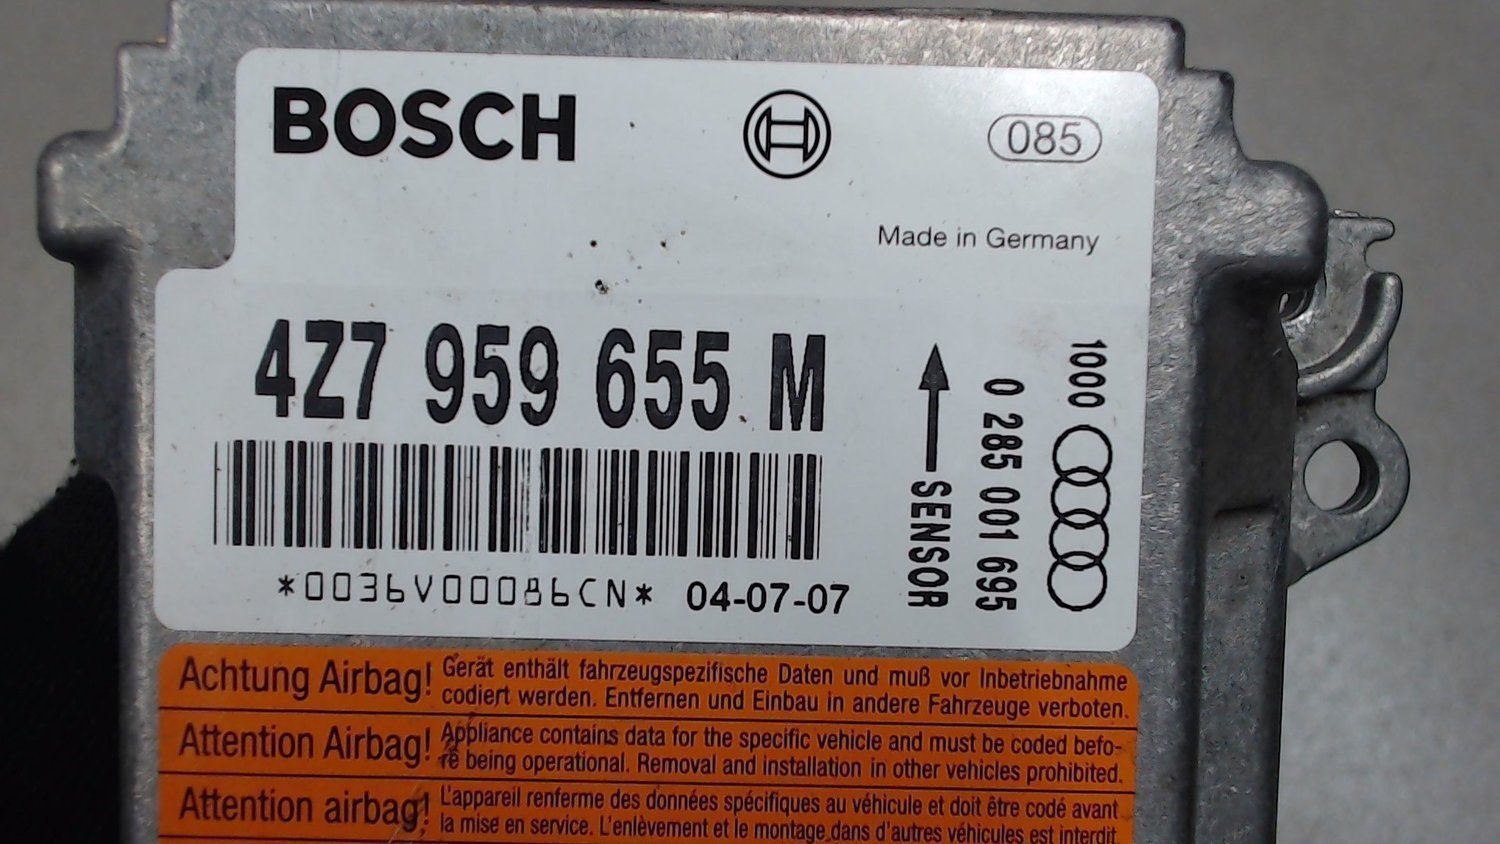 BOSCH
085
Made in Germany
4Z7 959 655 M
*0036V00086CN* 04-07-07
SENSOR
0 285 001 695
1000
Achtung Airbag! Gerät enthält fahrzeugspezifische Daten und muß vor Inbetriebnahme
codiert werden. Entfernen und Einbau in andere Fahrzeuge verboten.
Attention Airbag! Appliance contains data for the specific vehicle and must be coded befo-
re being operational. Removal and installation in other vehicles prohibited.
Attention airbag! L'appareil renferme des données spécifiques au véhicule et doit être codé avant
la mise en service. L'enlèvement et le montage dans d'autres véhicules est interdit